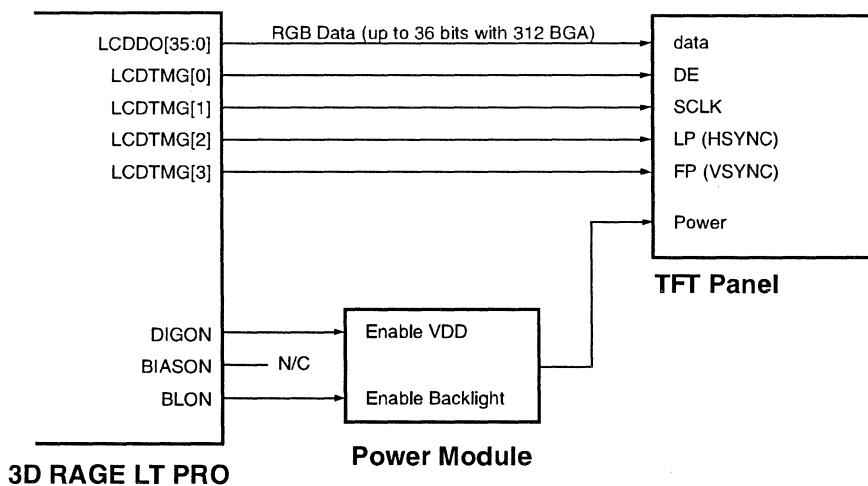 RGB Data (up to 36 bits with 312 BGA)
LCDDO[35:0]
data
LCDTMG[0]
DE
LCDTMG[1]
SCLK
LCDTMG[2]
LP (HSYNC)
LCDTMG[3]
FP (VSYNC)
Power
TFT Panel
DIGON
Enable VDD
BIASON
N/C
BLON
Enable Backlight
Power Module
3D RAGE LT PRO